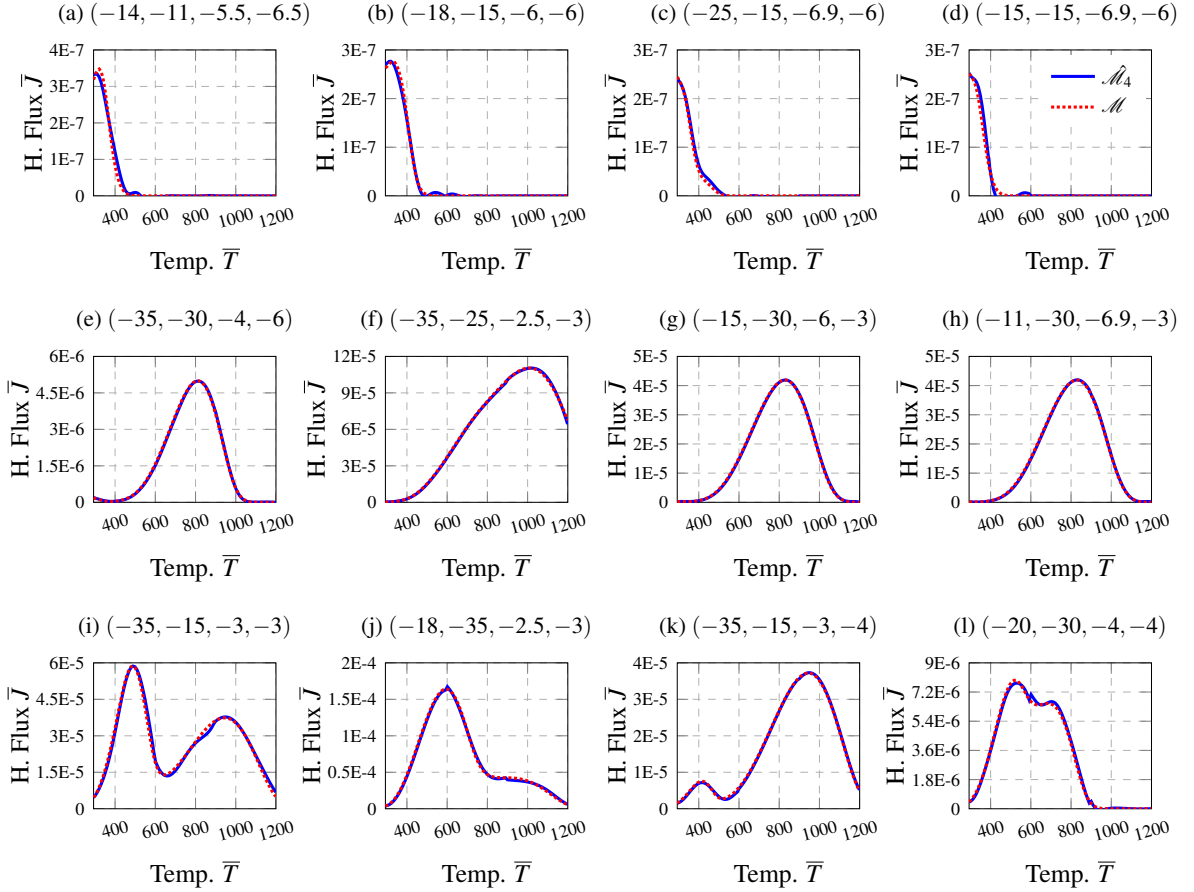 (a) (−14, −11, −5.5, −6.5)
(b) (−18, −15, −6, −6)
(c) (−25, −15, −6.9, −6)
(d) (−15, −15, −6.9, −6)
H. Flux J̅
4E-7
3E-7
2E-7
1E-7
0
400 600 800 1000 1200
Temp. T̅
H. Flux J̅
3E-7
2E-7
1E-7
0
400 600 800 1000 1200
Temp. T̅
H. Flux J̅
3E-7
2E-7
1E-7
0
400 600 800 1000 1200
Temp. T̅
H. Flux J̅
3E-7
2E-7
1E-7
0
400 600 800 1000 1200
Temp. T̅
ℳ̂₄
ℳ
(e) (−35, −30, −4, −6)
(f) (−35, −25, −2.5, −3)
(g) (−15, −30, −6, −3)
(h) (−11, −30, −6.9, −3)
H. Flux J̅
6E-6
4.5E-6
3E-6
1.5E-6
0
400 600 800 1000 1200
Temp. T̅
H. Flux J̅
12E-5
9E-5
6E-5
3E-5
0
400 600 800 1000 1200
Temp. T̅
H. Flux J̅
5E-5
4E-5
3E-5
2E-5
1E-5
0
400 600 800 1000 1200
Temp. T̅
H. Flux J̅
5E-5
4E-5
3E-5
2E-5
1E-5
0
400 600 800 1000 1200
Temp. T̅
(i) (−35, −15, −3, −3)
(j) (−18, −35, −2.5, −3)
(k) (−35, −15, −3, −4)
(l) (−20, −30, −4, −4)
H. Flux J̅
6E-5
4.5E-5
3E-5
1.5E-5
0
400 600 800 1000 1200
Temp. T̅
H. Flux J̅
2E-4
1.5E-4
1E-4
0.5E-4
0
400 600 800 1000 1200
Temp. T̅
H. Flux J̅
4E-5
3E-5
2E-5
1E-5
0
400 600 800 1000 1200
Temp. T̅
H. Flux J̅
9E-6
7.2E-6
5.4E-6
3.6E-6
1.8E-6
0
400 600 800 1000 1200
Temp. T̅